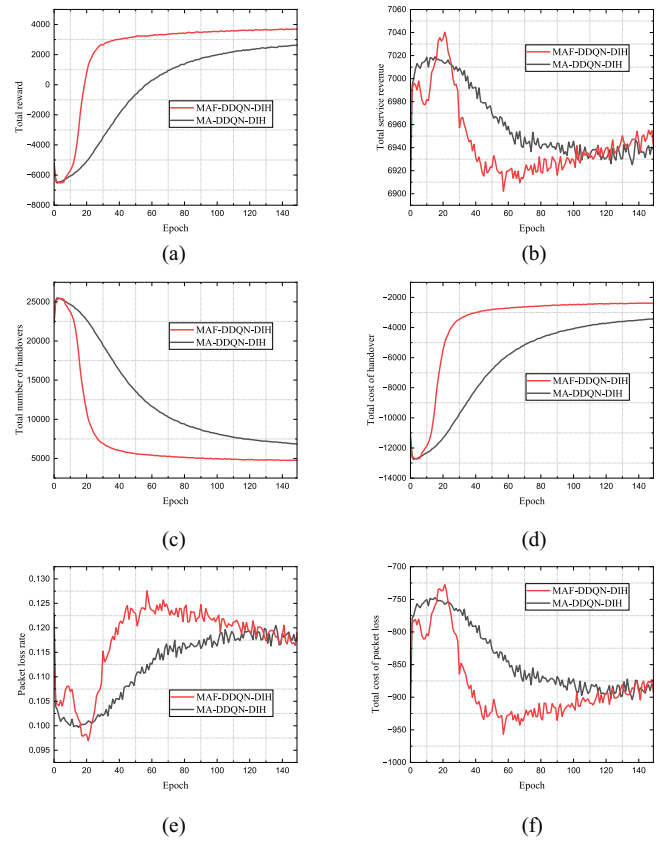 4000
2000
0
−2000
−4000
−6000
−8000
Total reward
MAF-DDQN-DIH
MA-DDQN-DIH
0 20 40 60 80 100 120 140
Epoch
(a)
7060
7040
7020
7000
6980
6960
6940
6920
6900
Total service revenue
MAF-DDQN-DIH
MA-DDQN-DIH
0 20 40 60 80 100 120 140
Epoch
(b)
25000
20000
15000
10000
5000
Total number of handovers
MAF-DDQN-DIH
MA-DDQN-DIH
0 20 40 60 80 100 120 140
Epoch
(c)
−2000
−4000
−6000
−8000
−10000
−12000
−14000
Total cost of handover
MAF-DDQN-DIH
MA-DDQN-DIH
0 20 40 60 80 100 120 140
Epoch
(d)
0.130
0.125
0.120
0.115
0.110
0.105
0.100
0.095
Packet loss rate
MAF-DDQN-DIH
MA-DDQN-DIH
0 20 40 60 80 100 120 140
Epoch
(e)
−700
−750
−800
−850
−900
−950
−1000
Total cost of packet loss
MAF-DDQN-DIH
MA-DDQN-DIH
0 20 40 60 80 100 120 140
Epoch
(f)